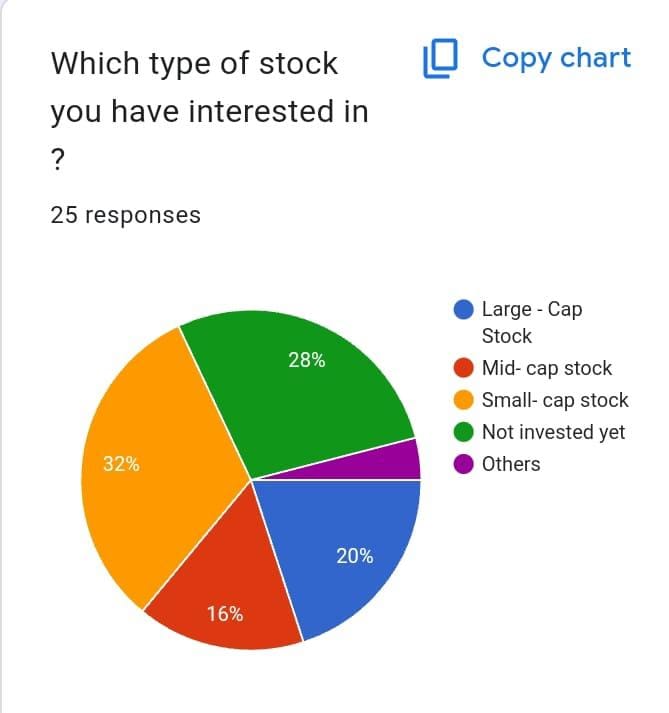 Which type of stock
you have interested in
?
Copy chart
25 responses
Large - Cap
Stock
Mid- cap stock
Small- cap stock
Not invested yet
Others
28%
32%
20%
16%